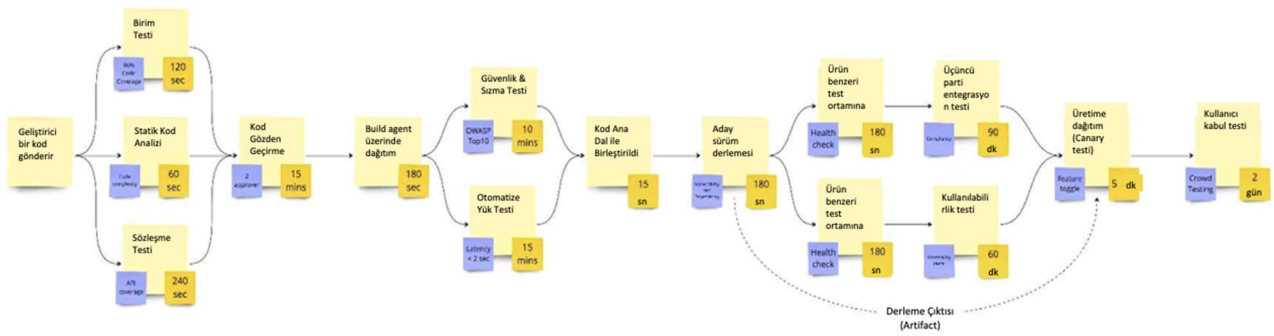 Geliştirici
bir kod
gönderir
Birim
Testi
90%
Code
Coverage
120
sec
Statik Kod
Analizi
Code
complexity
60
sec
Sözleşme
Testi
API
coverage
240
sec
Kod
Gözden
Geçirme
2
approver
15
mins
Build agent
üzerinde
dağıtım
180
sec
Güvenlik &
Sızma Testi
OWASP
Top10
10
mins
Otomatize
Yük Testi
Latency
< 2 sec
15
mins
Kod Ana
Dal ile
Birleştirildi
15
sn
Aday
sürüm
derlemesi
180
sn
Ürün
benzeri
test
ortamına
Health
check
180
sn
Üçüncü
parti
entegrasyo
n testi
90
dk
Ürün
benzeri
test
ortamına
Health
check
180
sn
Kullanılabili
rlik testi
60
dk
Üretime
dağıtım
(Canary
testi)
Feature
toggle
5 dk
Kullanıcı
kabul testi
Crowd
Testing
2
gün
Derleme Çıktısı
(Artifact)